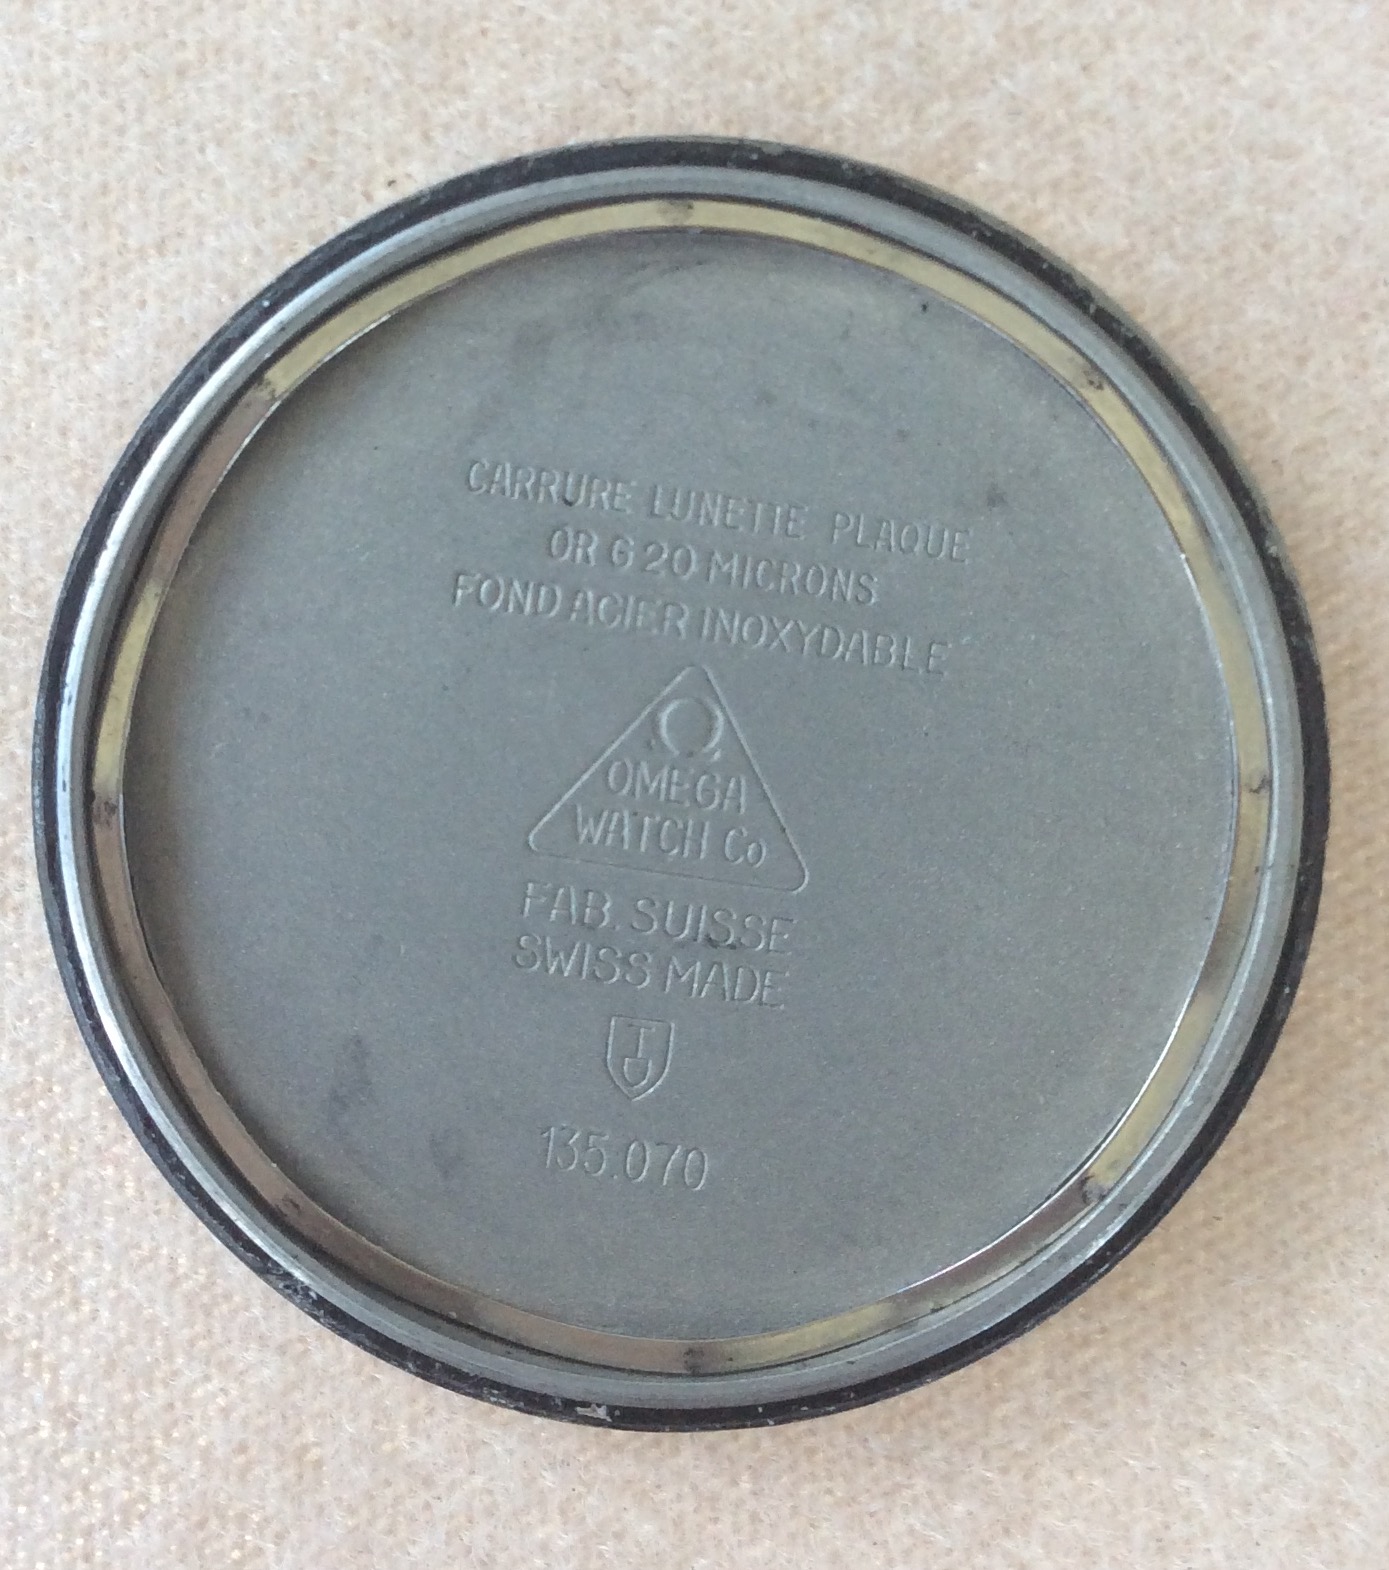 CARRURE LUNETTE PLAQUE
OR G 20 MICRONS
FOND ACIER INOXYDABLE
Ω
OMEGA
WATCH Co
FAB. SUISSE
SWISS MADE
135.070